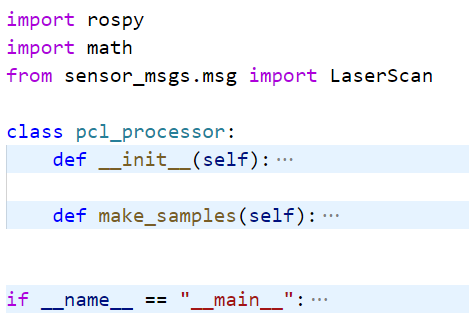 import rospy
import math
from sensor_msgs.msg import LaserScan
class pcl_processor:
    def __init__(self):⋯
    def make_samples(self):⋯
if __name__ == "__main__":⋯